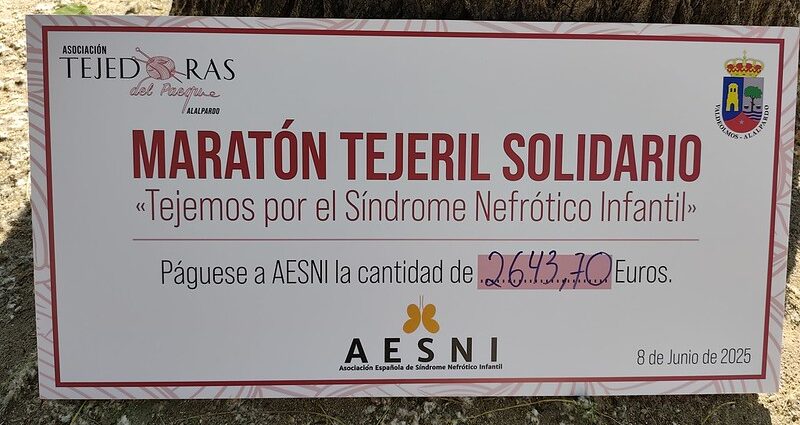 ASOCIACIÓN
TEJEDORAS
del Parque
ALALPARDO
VALDEOLMOS - ALALPARDO
MARATÓN TEJERIL SOLIDARIO
«Tejemos por el Síndrome Nefrótico Infantil»
Páguese a AESNI la cantidad de 2643,70 Euros.
AESNI
Asociación Española de Síndrome Nefrótico Infantil
8 de Junio de 2025